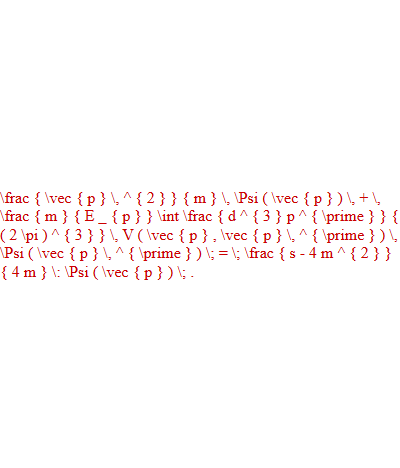 \frac { \vec { p } \, ^ { 2 } } { m } \, \Psi ( \vec { p } ) \, + \,
\frac { m } { E _ { p } } \int \frac { d ^ { 3 } p ^ { \prime } } {
( 2 \pi ) ^ { 3 } } \, V ( \vec { p } , \vec { p } \, ^ { \prime } ) \,
\Psi ( \vec { p } \, ^ { \prime } ) \; = \; \frac { s - 4 m ^ { 2 } }
{ 4 m } \: \Psi ( \vec { p } ) \; .